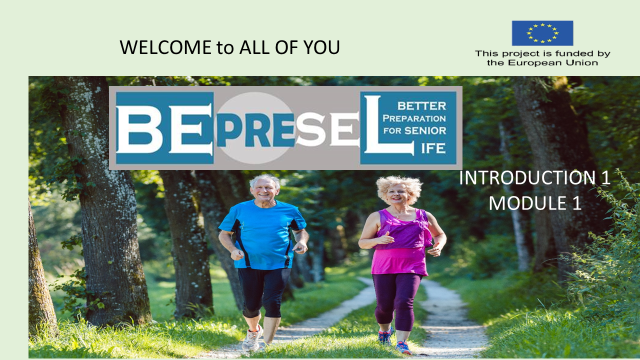 WELCOME to ALL OF YOU
This project is funded by
the European Union
BEPRESEL
BETTER
PREPARATION
FOR SENIOR
IFE
INTRODUCTION 1
MODULE 1